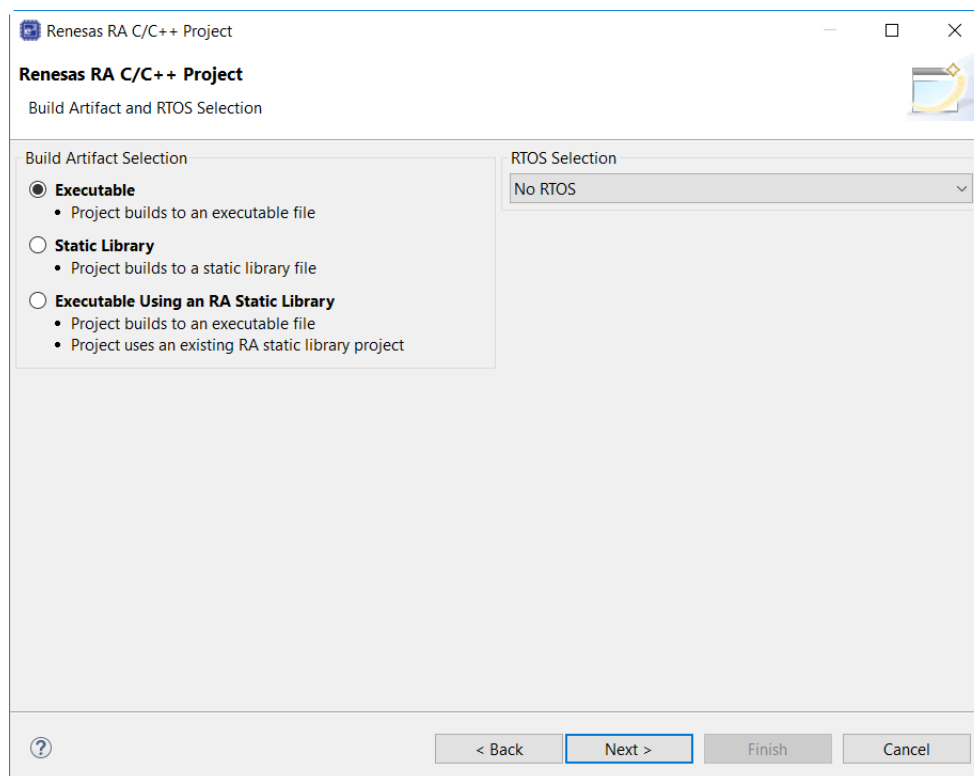 Renesas RA C/C++ Project
Renesas RA C/C++ Project
Build Artifact and RTOS Selection
Build Artifact Selection
Executable
• Project builds to an executable file
Static Library
• Project builds to a static library file
Executable Using an RA Static Library
• Project builds to an executable file
• Project uses an existing RA static library project
RTOS Selection
No RTOS
?
< Back Next > Finish Cancel